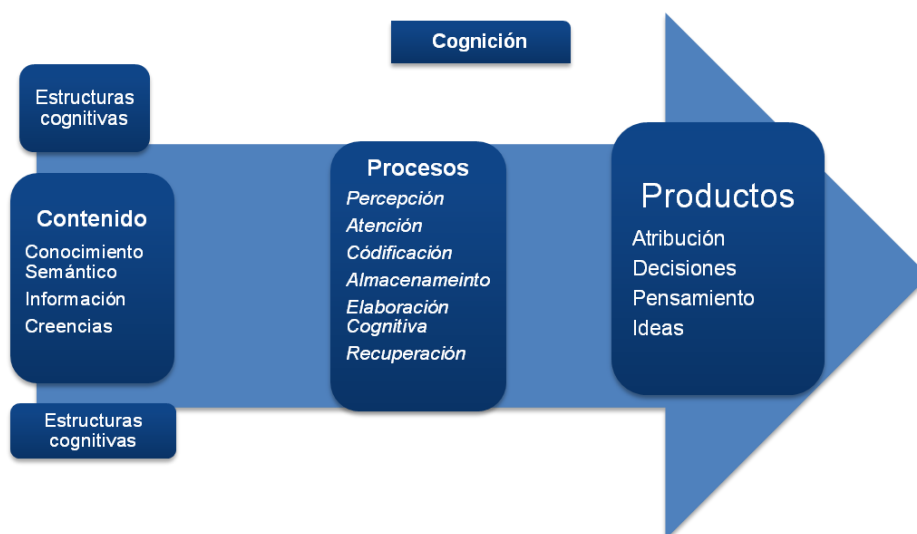 Cognición
Estructuras
cognitivas
Contenido
Conocimiento
Semántico
Información
Creencias
Estructuras
cognitivas
Procesos
Percepción
Atención
Códificación
Almacenameinto
Elaboración
Cognitiva
Recuperación
Productos
Atribución
Decisiones
Pensamiento
Ideas